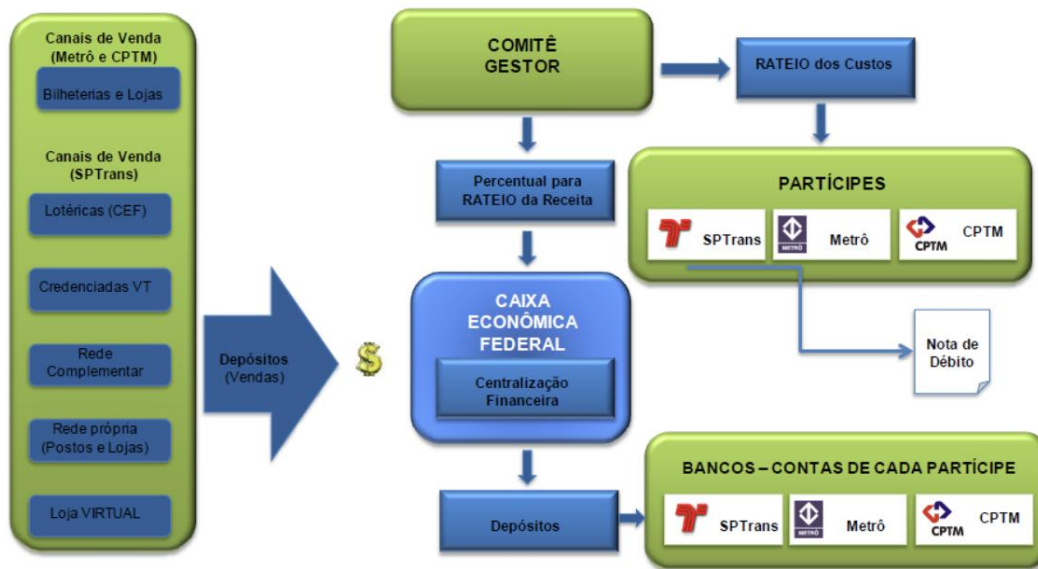 Canais de Venda
(Metrô e CPTM)
Bilheterias e Lojas
Canais de Venda
(SPTrans)
Lotéricas (CEF)
Credenciadas VT
Rede
Complementar
Rede própria
(Postos e Lojas)
Loja VIRTUAL
Depósitos
(Vendas)
$
COMITÊ
GESTOR
RATEIO dos Custos
Percentual para
RATEIO da Receita
PARTÍCIPES
SPTrans
METRÔ
Metrô
CPTM
CPTM
Nota de
Débito
CAIXA
ECONÔMICA
FEDERAL
Centralização
Financeira
Depósitos
BANCOS – CONTAS DE CADA PARTÍCIPE
SPTrans
METRÔ
Metrô
CPTM
CPTM